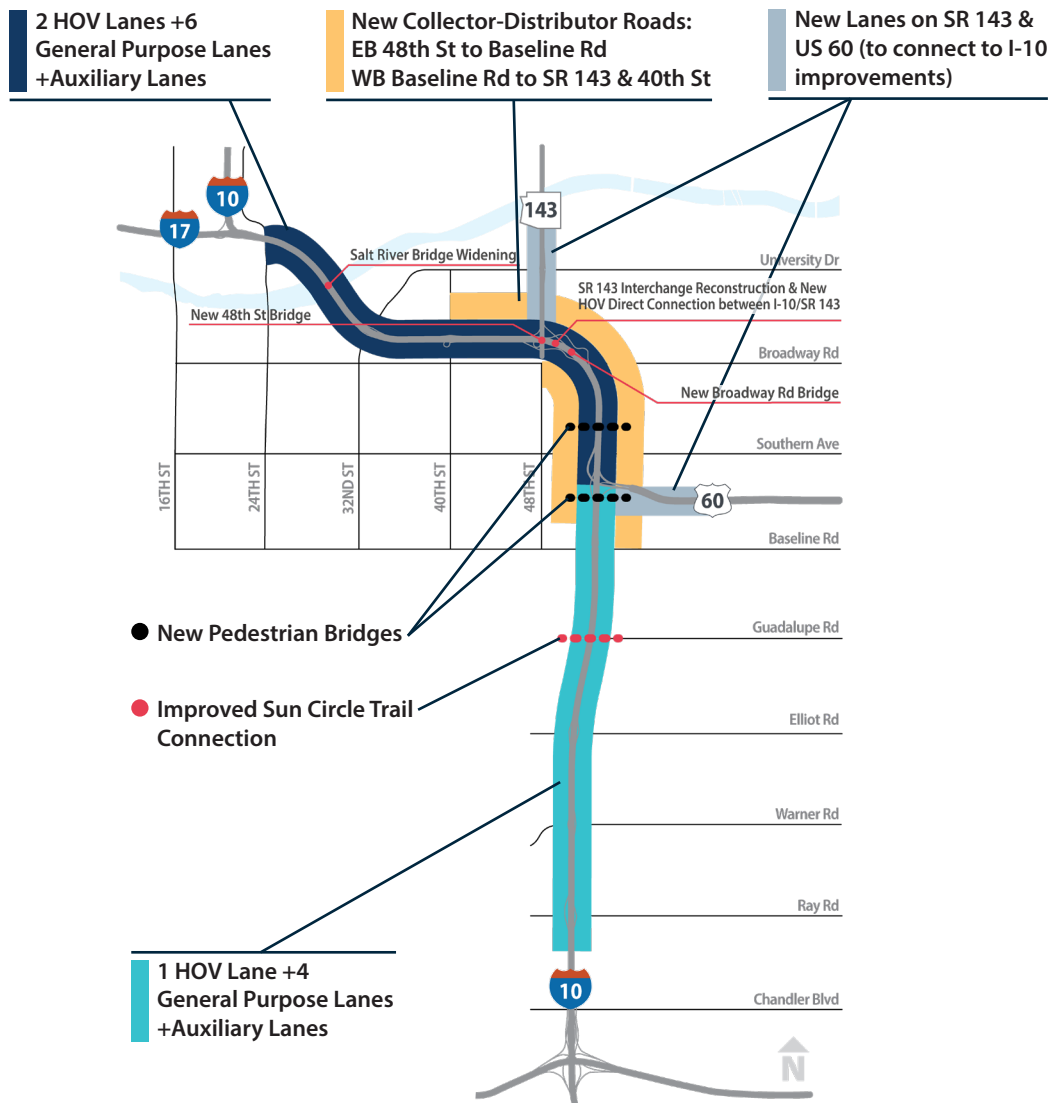 2 HOV Lanes +6
General Purpose Lanes
+Auxiliary Lanes
New Collector-Distributor Roads:
EB 48th St to Baseline Rd
WB Baseline Rd to SR 143 & 40th St
New Lanes on SR 143 &
US 60 (to connect to I-10
improvements)
10
17
143
Salt River Bridge Widening
University Dr
SR 143 Interchange Reconstruction & New
HOV Direct Connection between I-10/SR 143
New 48th St Bridge
Broadway Rd
New Broadway Rd Bridge
Southern Ave
16TH ST
24TH ST
32ND ST
40TH ST
48TH ST
60
Baseline Rd
New Pedestrian Bridges
Guadalupe Rd
Improved Sun Circle Trail
Connection
Elliot Rd
Warner Rd
Ray Rd
1 HOV Lane +4
General Purpose Lanes
+Auxiliary Lanes
10
Chandler Blvd
N